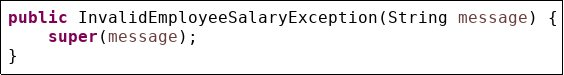 public InvalidEmployeeSalaryException(String message) {
    super(message);
}